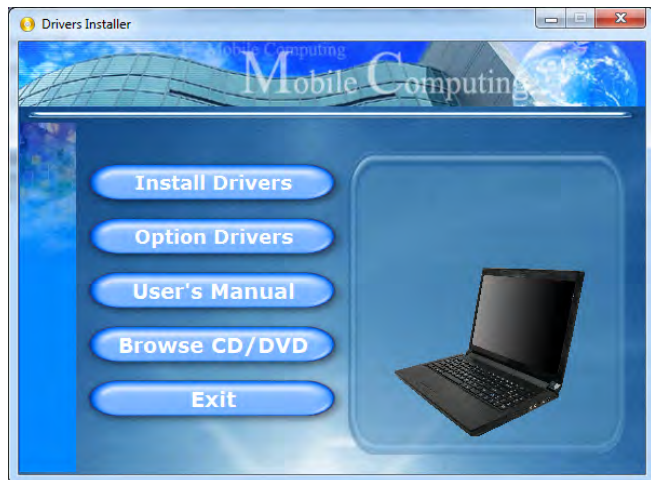 Drivers Installer
Mobile Computing
Mobile Computing
Install Drivers
Option Drivers
User's Manual
Browse CD/DVD
Exit